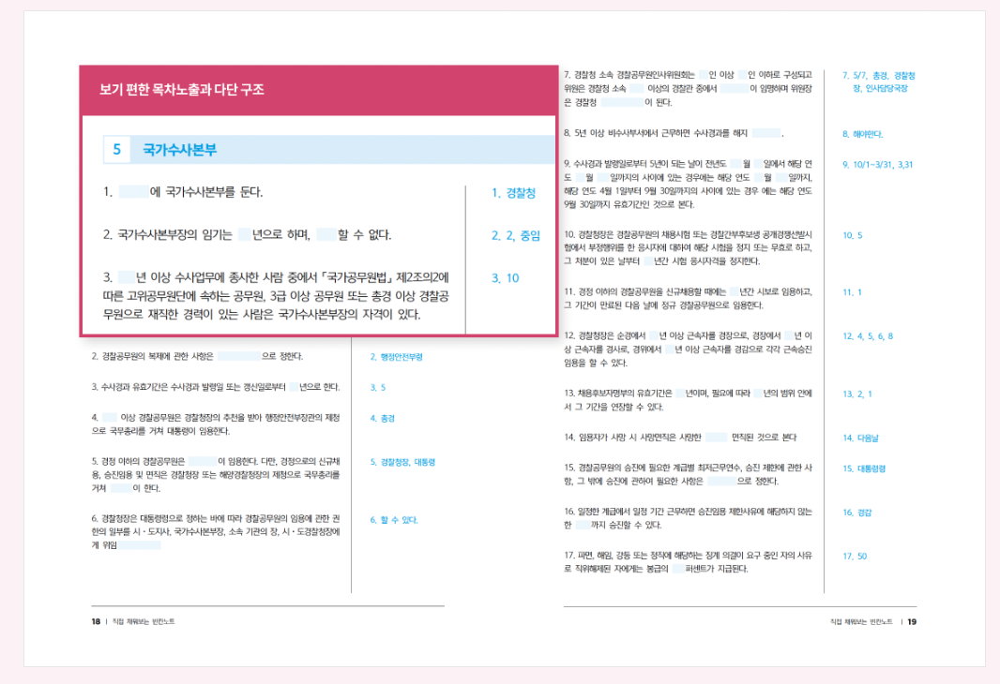 보기 편한 목차노출과 다단 구조
5 국가수사본부
1. 에 국가수사본부를 둔다.
1. 경찰청
2. 국가수사본부장의 임기는 년으로 하며, 할 수 없다.
2. 2, 중임
3. 년 이상 수사업무에 종사한 사람 중에서 「국가공무원법」 제2조의2에
따른 고위공무원단에 속하는 공무원, 3급 이상 공무원 또는 총경 이상 경찰공
무원으로 재직한 경력이 있는 사람은 국가수사본부장의 자격이 있다.
3. 10
2. 경찰공무원의 복제에 관한 사항은 으로 정한다.
2. 행정안전부령
3. 수사경과 유효기간은 수사경과 발령일 또는 갱신일로부터 년으로 한다.
3. 5
4. 이상 경찰공무원은 경찰청장의 추천을 받아 행정안전부장관의 제청
으로 국무총리를 거쳐 대통령이 임용한다.
4. 총경
5. 경정 이하의 경찰공무원은 이 임용한다. 다만, 경정으로의 신규채
용, 승진임용 및 면직은 경찰청장 또는 해양경찰청장의 제청으로 국무총리를
거쳐 이 한다.
5. 경찰청장, 대통령
6. 경찰청장은 대통령령으로 정하는 바에 따라 경찰공무원의 임용에 관한 권
한의 일부를 시·도지사, 국가수사본부장, 소속 기관의 장, 시·도경찰청장에
게 위임
6. 할 수 있다.
18 | 직접 채워보는 빈칸노트
7. 경찰청 소속 경찰공무원인사위원회는 인 이상 인 이하로 구성되고
위원은 경찰청 소속 이상의 경찰관 중에서 이 임명하며 위원장
은 경찰청 이 된다.
7. 5/7, 총경, 경찰청
장, 인사담당국장
8. 5년 이상 비수사부서에서 근무하면 수사경과를 해지 .
8. 해야한다.
9. 수사경과 발령일로부터 5년이 되는 날이 전년도 월 일에서 해당 연
도 월 일까지의 사이에 있는 경우에는 해당 연도 월 일까지,
해당 연도 4월 1일부터 9월 30일까지의 사이에 있는 경우 에는 해당 연도
9월 30일까지 유효기간인 것으로 본다.
9. 10/1-3/31, 3,31
10. 경찰청장은 경찰공무원의 채용시험 또는 경찰간부후보생 공개경쟁선발시
험에서 부정행위를 한 응시자에 대하여 해당 시험을 정지 또는 무효로 하고,
그 처분이 있은 날부터 년간 시험 응시자격을 정지한다.
10. 5
11. 경정 이하의 경찰공무원을 신규채용할 때에는 년간 시보로 임용하고,
그 기간이 만료된 다음 날에 정규 경찰공무원으로 임용한다.
11. 1
12. 경찰청장은 순경에서 년 이상 근속자를 경장으로, 경장에서 년 이
상 근속자를 경사로, 경위에서 년 이상 근속자를 경감으로 각각 근속승진
임용을 할 수 있다.
12. 4, 5, 6, 8
13. 채용후보자명부의 유효기간은 년이며, 필요에 따라 년의 범위 안에
서 그 기간을 연장할 수 있다.
13. 2, 1
14. 임용자가 사망 시 사망면직은 사망한 면직된 것으로 본다
14. 다음날
15. 경찰공무원의 승진에 필요한 계급별 최저근무연수, 승진 제한에 관한 사
항, 그 밖에 승진에 관하여 필요한 사항은 으로 정한다.
15. 대통령령
16. 일정한 계급에서 일정 기간 근무하면 승진임용 제한사유에 해당하지 않는
한 까지 승진할 수 있다.
16. 경감
17. 파면, 해임, 강등 또는 정직에 해당하는 징계 의결이 요구 중인 자의 사유
로 직위해제된 자에게는 봉급의 퍼센트가 지급된다.
17. 50
직접 채워보는 빈칸노트 | 19